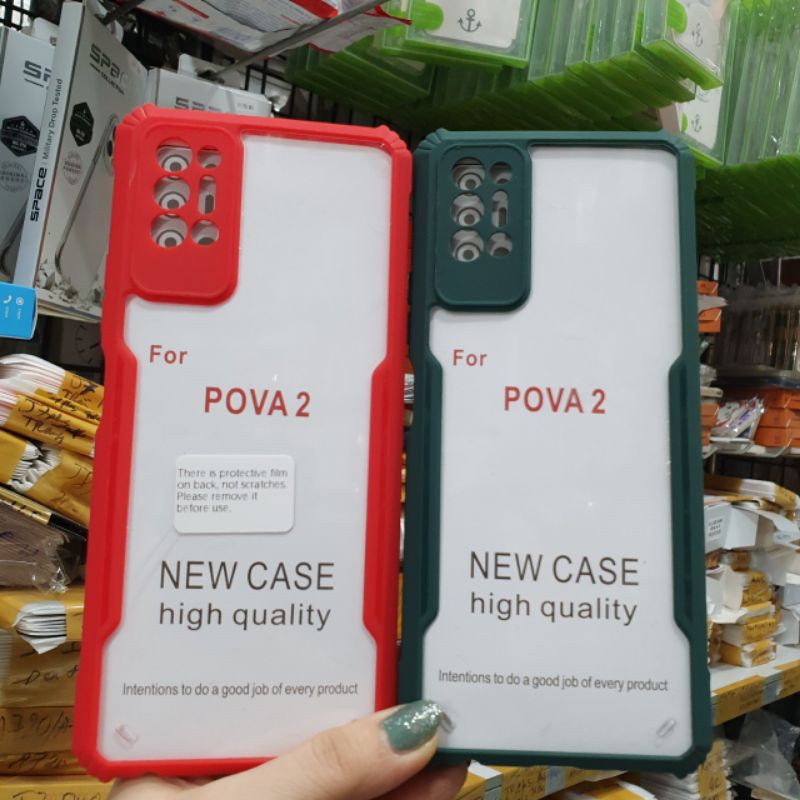 SPACE
Military Drop Tested
SPACE
COLLECTION
For
POVA 2
There is protective film
on back, not scratches.
Please remove it
before use.
NEW CASE
high quality
Intentions to do a good job of every product
For
POVA 2
NEW CASE
high quality
Intentions to do a good job of every product